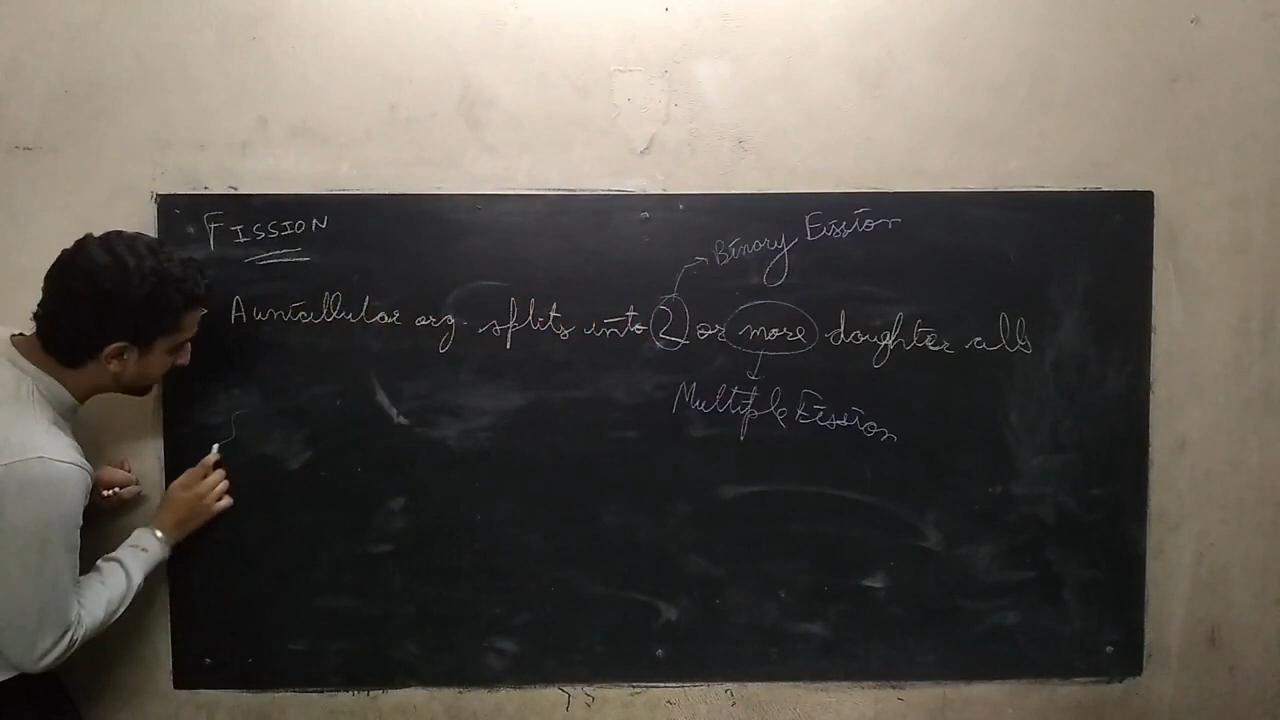 FISSION
Binary Fission
A unicellular org. splits into 2 or more daughter cells
Multiple Fission